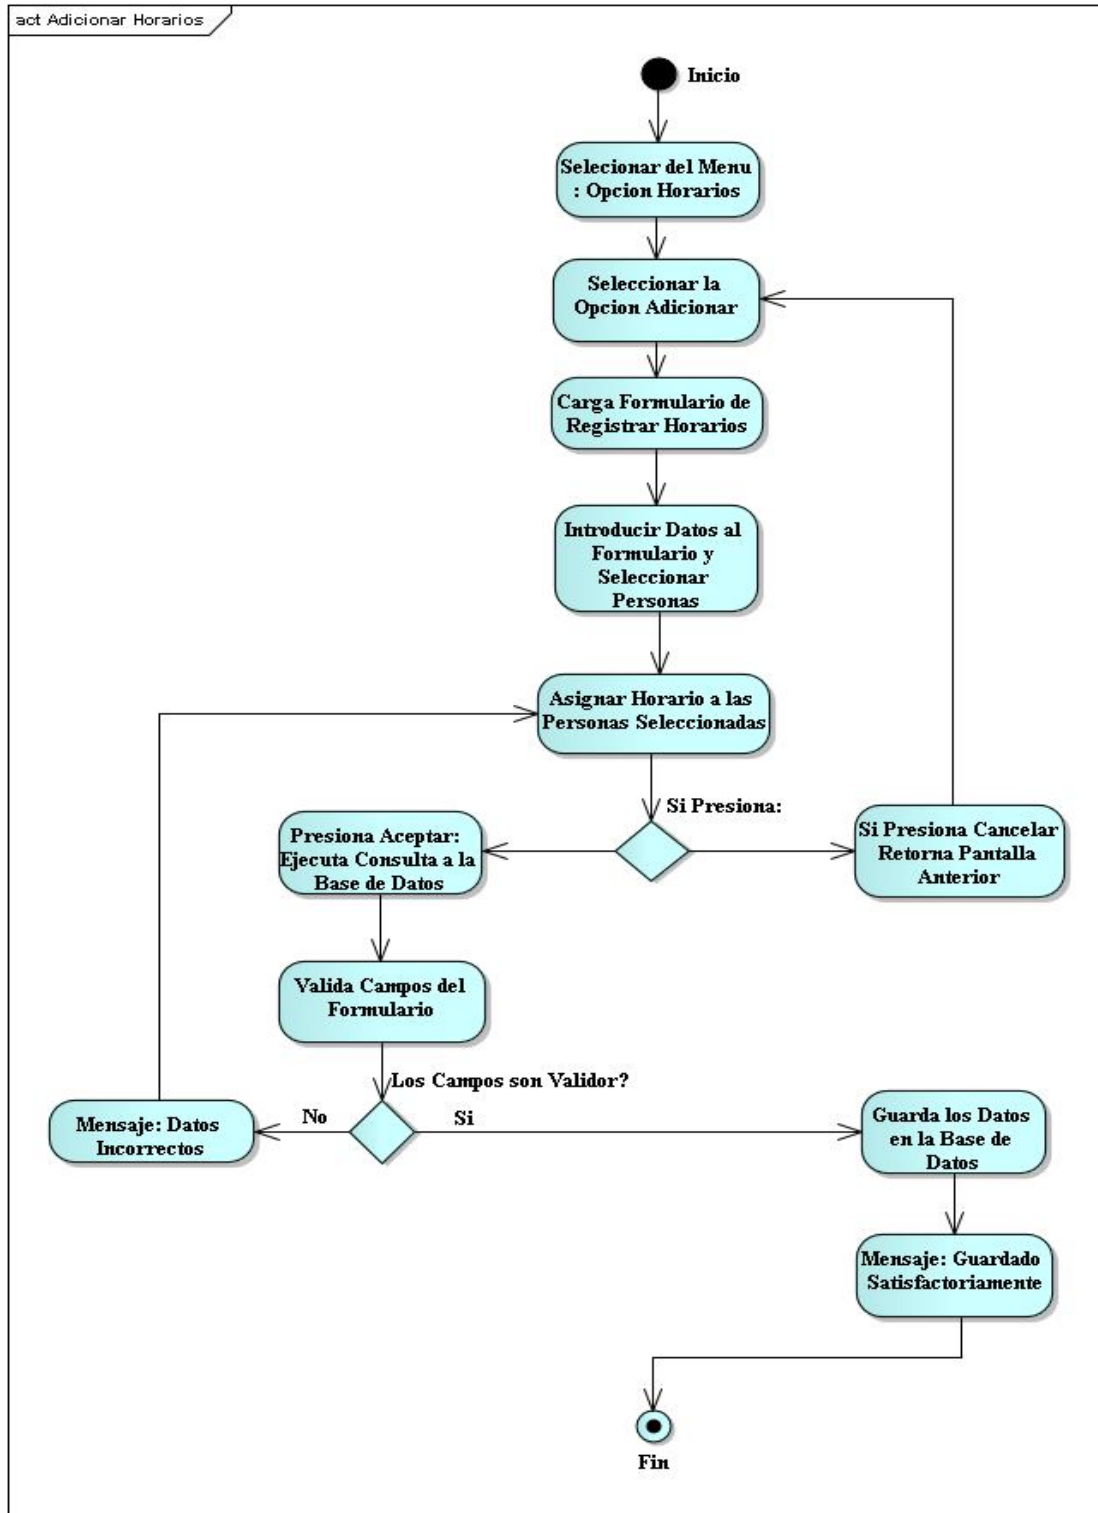 act Adicionar Horarios
Inicio
Selecionar del Menu
: Opcion Horarios
Seleccionar la
Opcion Adicionar
Carga Formulario de
Registrar Horarios
Introducir Datos al
Formulario y
Seleccionar
Personas
Asignar Horario a las
Personas Seleccionadas
Si Presiona:
Presiona Aceptar:
Ejecuta Consulta a la
Base de Datos
Si Presiona Cancelar
Retorna Pantalla
Anterior
Valida Campos del
Formulario
Los Campos son Validor?
No
Si
Mensaje: Datos
Incorrectos
Guarda los Datos
en la Base de
Datos
Mensaje: Guardado
Satisfactoriamente
Fin